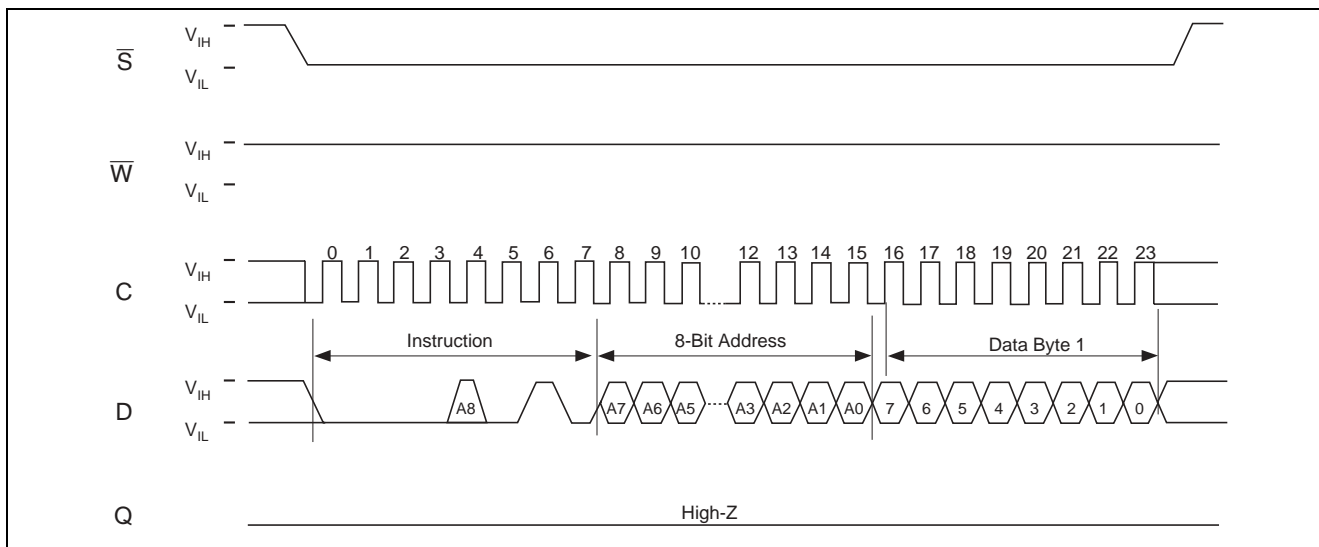 S̅
V_IH
V_IL
W̅
V_IH
V_IL
0 1 2 3 4 5 6 7 8 9 10 12 13 14 15 16 17 18 19 20 21 22 23
C
V_IH
V_IL
Instruction 8-Bit Address Data Byte 1
D
V_IH
V_IL
A8 A7 A6 A5 A3 A2 A1 A0 7 6 5 4 3 2 1 0
Q
High-Z